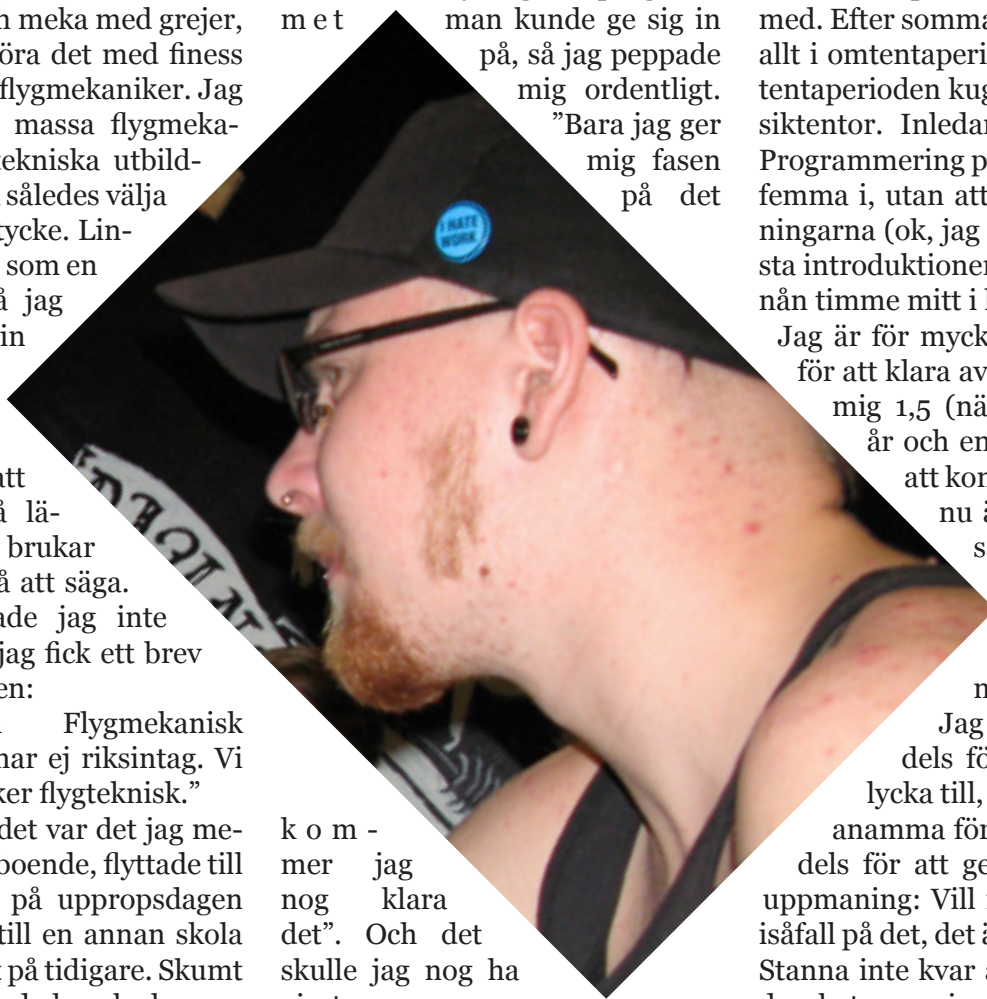 n meka med grejer,
öra det med finess
flygmekaniker. Jag
massa flygmeka-
tekniska utbild-
således välja
tycke. Lin-
som en
å jag
in
att
å lä-
brukar
å att säga.
ade jag inte
jag fick ett brev
en:
Flygmekanisk
har ej riksintag. Vi
ker flygteknisk.”
det var det jag me-
boende, flyttade till
på uppropsdagen
till en annan skola
t på tidigare. Skumt
met man kunde ge sig in
på, så jag peppade
mig ordentligt.
”Bara jag ger
mig fasen
på det
I HATE
WORK
kom-
mer jag
nog klara
det”. Och det
skulle jag nog ha
med. Efter somma
allt i omtentaperi
tentaperioden kug
siktentor. Inledan
Programmering p
femma i, utan att
ningarna (ok, jag
sta introduktionen
nån timme mitt i
Jag är för myck
för att klara av
mig 1,5 (nä
år och en
att kon
nu ä
s
n
Jag
dels fö
lycka till,
anamma för
dels för att ge
uppmaning: Vill
isåfall på det, det ä
Stanna inte kvar a